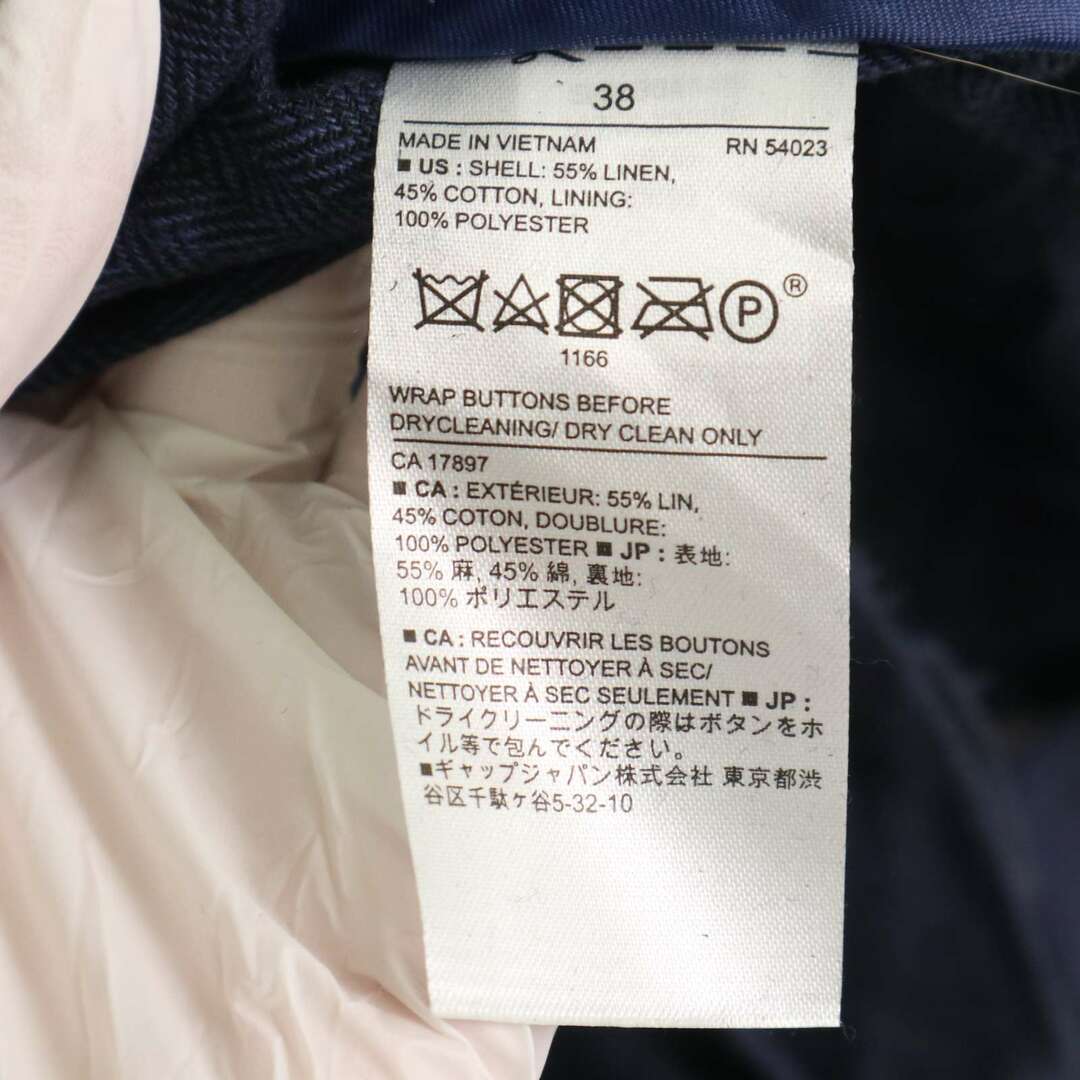 38
MADE IN VIETNAM RN 54023
■ US : SHELL: 55% LINEN,
45% COTTON, LINING:
100% POLYESTER
P ®
1166
WRAP BUTTONS BEFORE
DRYCLEANING/ DRY CLEAN ONLY
CA 17897
■ CA : EXTÉRIEUR: 55% LIN,
45% COTON, DOUBLURE:
100% POLYESTER ■ JP : 表地:
55% 麻, 45% 綿, 裏地:
100% ポリエステル
■ CA : RECOUVRIR LES BOUTONS
AVANT DE NETTOYER À SEC/
NETTOYER À SEC SEULEMENT ■ JP :
ドライクリーニングの際はボタンをホ
イル等で包んでください。
■ギャップジャパン株式会社 東京都渋
谷区千駄ヶ谷5-32-10